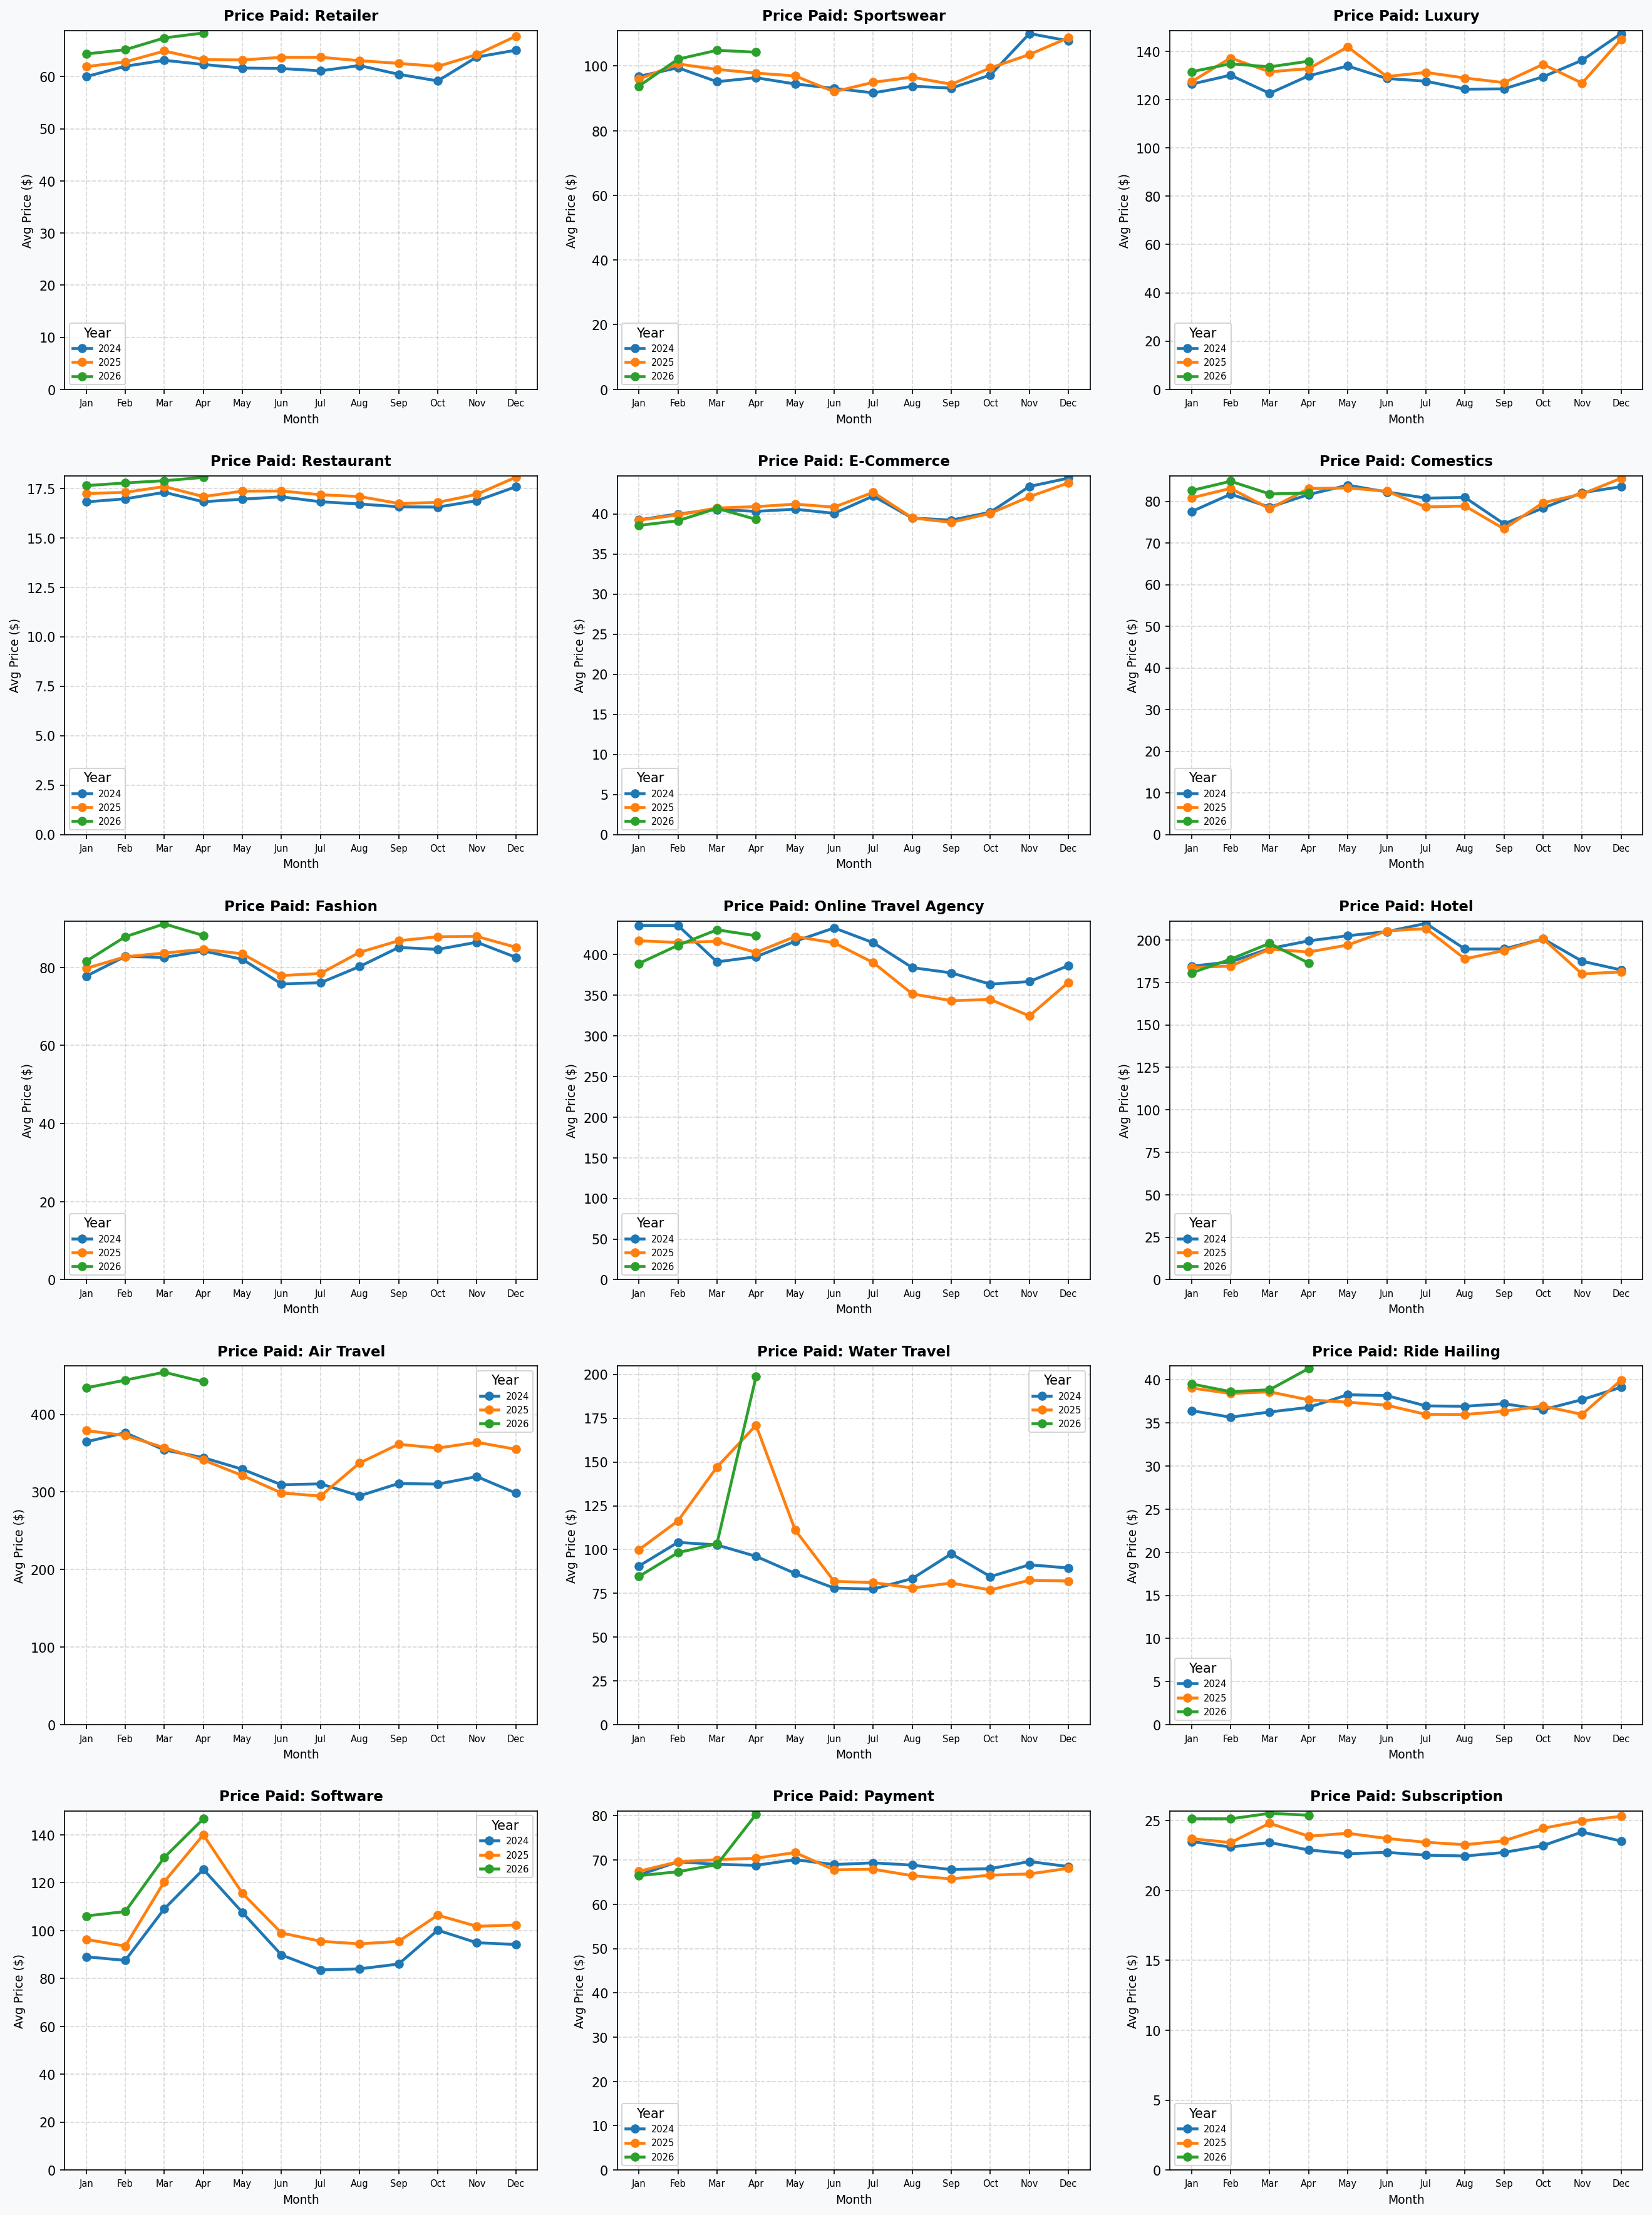 Price Paid: Retailer
Avg Price ($)
60
50
40
30
20
10
0
Year
2024
2025
2026
Jan Feb Mar Apr May Jun Jul Aug Sep Oct Nov Dec
Month
Price Paid: Sportswear
Avg Price ($)
100
80
60
40
20
0
Year
2024
2025
2026
Jan Feb Mar Apr May Jun Jul Aug Sep Oct Nov Dec
Month
Price Paid: Luxury
Avg Price ($)
140
120
100
80
60
40
20
0
Year
2024
2025
2026
Jan Feb Mar Apr May Jun Jul Aug Sep Oct Nov Dec
Month
Price Paid: Restaurant
Avg Price ($)
17.5
15.0
12.5
10.0
7.5
5.0
2.5
0.0
Year
2024
2025
2026
Jan Feb Mar Apr May Jun Jul Aug Sep Oct Nov Dec
Month
Price Paid: E-Commerce
Avg Price ($)
40
35
30
25
20
15
10
5
0
Year
2024
2025
2026
Jan Feb Mar Apr May Jun Jul Aug Sep Oct Nov Dec
Month
Price Paid: Comestics
Avg Price ($)
80
70
60
50
40
30
20
10
0
Year
2024
2025
2026
Jan Feb Mar Apr May Jun Jul Aug Sep Oct Nov Dec
Month
Price Paid: Fashion
Avg Price ($)
80
60
40
20
0
Year
2024
2025
2026
Jan Feb Mar Apr May Jun Jul Aug Sep Oct Nov Dec
Month
Price Paid: Online Travel Agency
Avg Price ($)
400
350
300
250
200
150
100
50
0
Year
2024
2025
2026
Jan Feb Mar Apr May Jun Jul Aug Sep Oct Nov Dec
Month
Price Paid: Hotel
Avg Price ($)
200
175
150
125
100
75
50
25
0
Year
2024
2025
2026
Jan Feb Mar Apr May Jun Jul Aug Sep Oct Nov Dec
Month
Price Paid: Air Travel
Avg Price ($)
400
300
200
100
0
Year
2024
2025
2026
Jan Feb Mar Apr May Jun Jul Aug Sep Oct Nov Dec
Month
Price Paid: Water Travel
Avg Price ($)
200
175
150
125
100
75
50
25
0
Year
2024
2025
2026
Jan Feb Mar Apr May Jun Jul Aug Sep Oct Nov Dec
Month
Price Paid: Ride Hailing
Avg Price ($)
40
35
30
25
20
15
10
5
0
Year
2024
2025
2026
Jan Feb Mar Apr May Jun Jul Aug Sep Oct Nov Dec
Month
Price Paid: Software
Avg Price ($)
140
120
100
80
60
40
20
0
Year
2024
2025
2026
Jan Feb Mar Apr May Jun Jul Aug Sep Oct Nov Dec
Month
Price Paid: Payment
Avg Price ($)
80
70
60
50
40
30
20
10
0
Year
2024
2025
2026
Jan Feb Mar Apr May Jun Jul Aug Sep Oct Nov Dec
Month
Price Paid: Subscription
Avg Price ($)
25
20
15
10
5
0
Year
2024
2025
2026
Jan Feb Mar Apr May Jun Jul Aug Sep Oct Nov Dec
Month